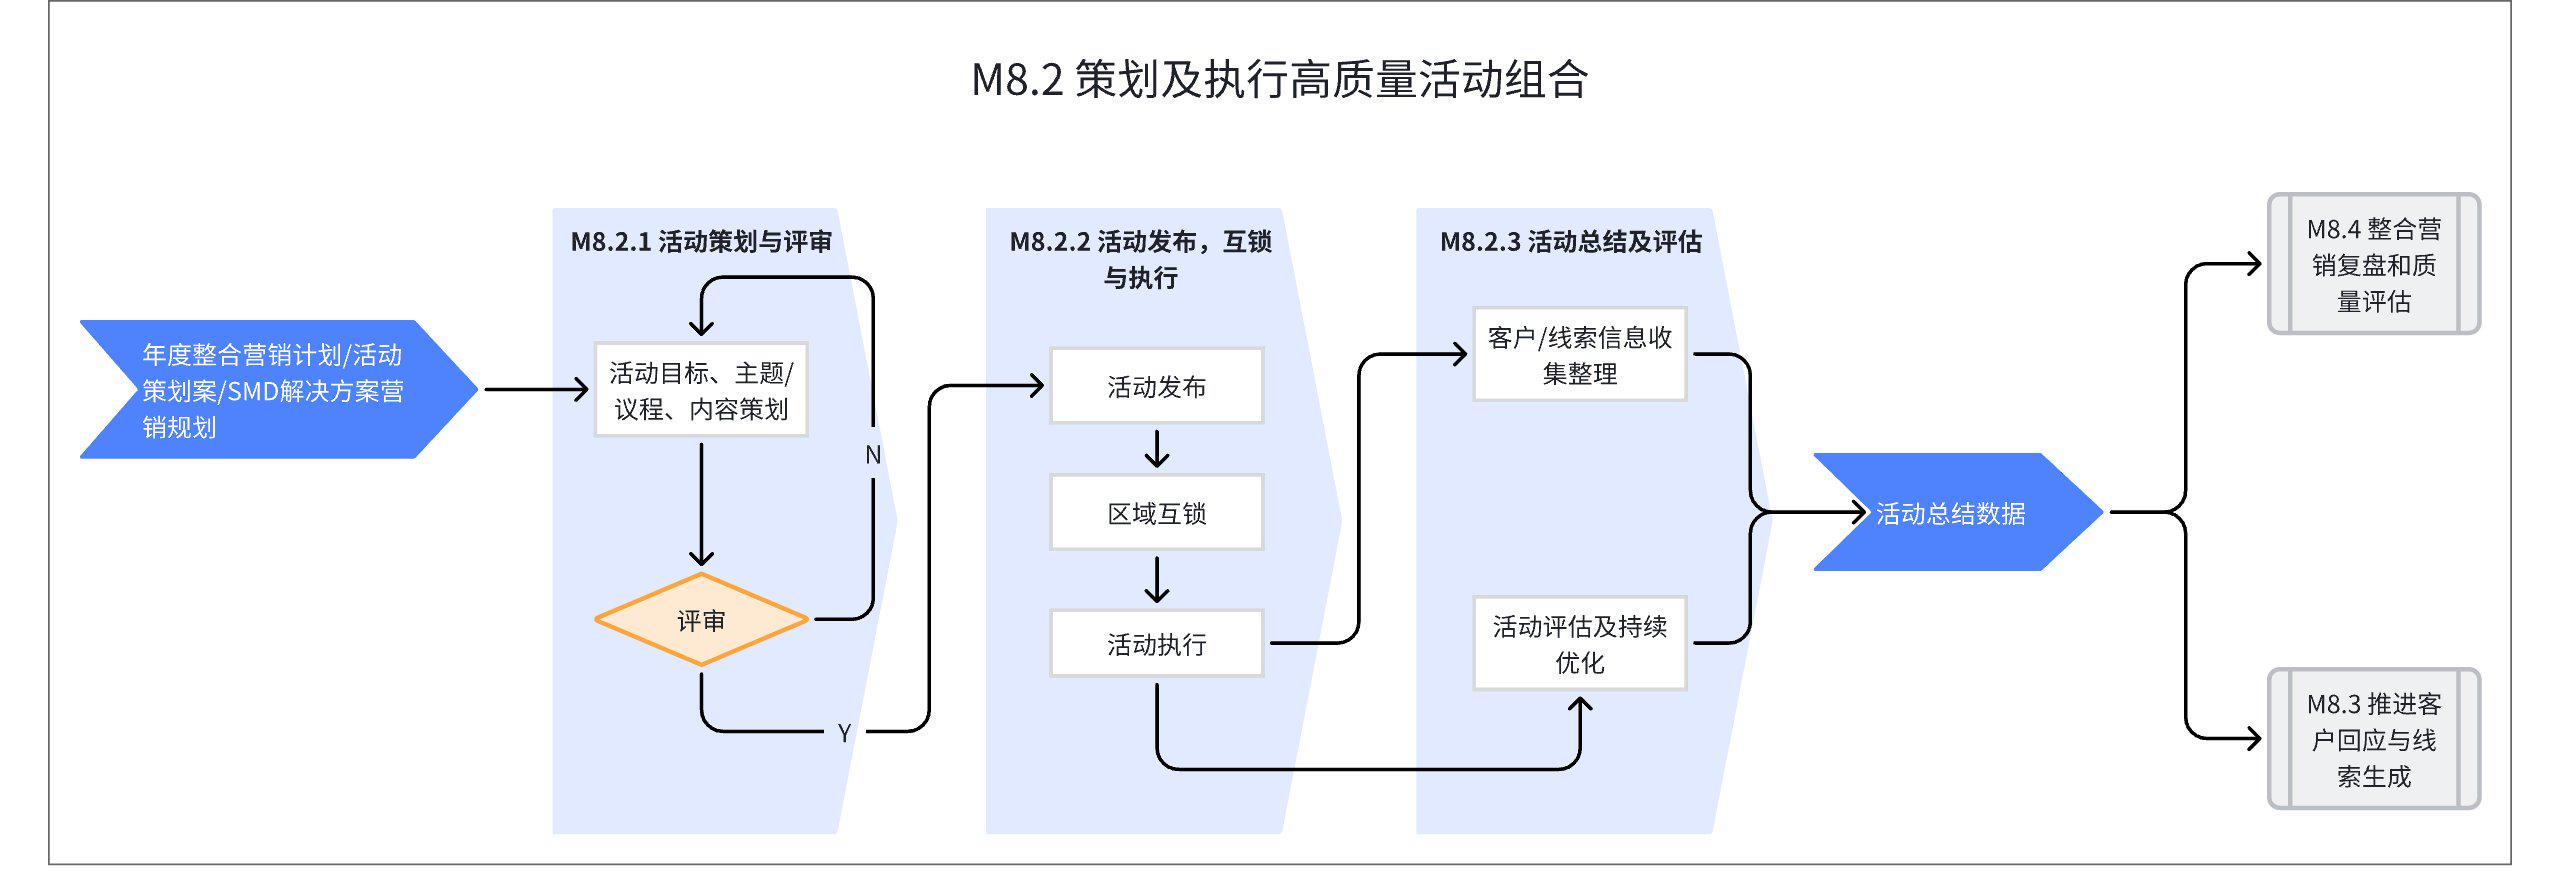 M8.2 策划及执行高质量活动组合
年度整合营销计划/活动
策划案/SMD解决方案营
销规划
M8.2.1 活动策划与评审
活动目标、主题/
议程、内容策划
N
评审
Y
M8.2.2 活动发布，互锁
与执行
活动发布
区域互锁
活动执行
M8.2.3 活动总结及评估
客户/线索信息收
集整理
活动评估及持续
优化
活动总结数据
M8.4 整合营
销复盘和质
量评估
M8.3 推进客
户回应与线
索生成